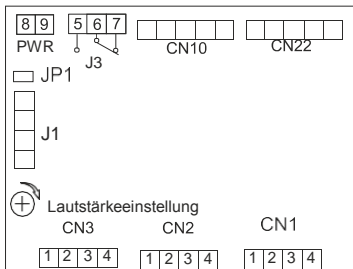 8 9 5 6 7
PWR J3 CN10 CN22
JP1
J1
Lautstärkeeinstellung
CN3 CN2 CN1
1 2 3 4 1 2 3 4 1 2 3 4